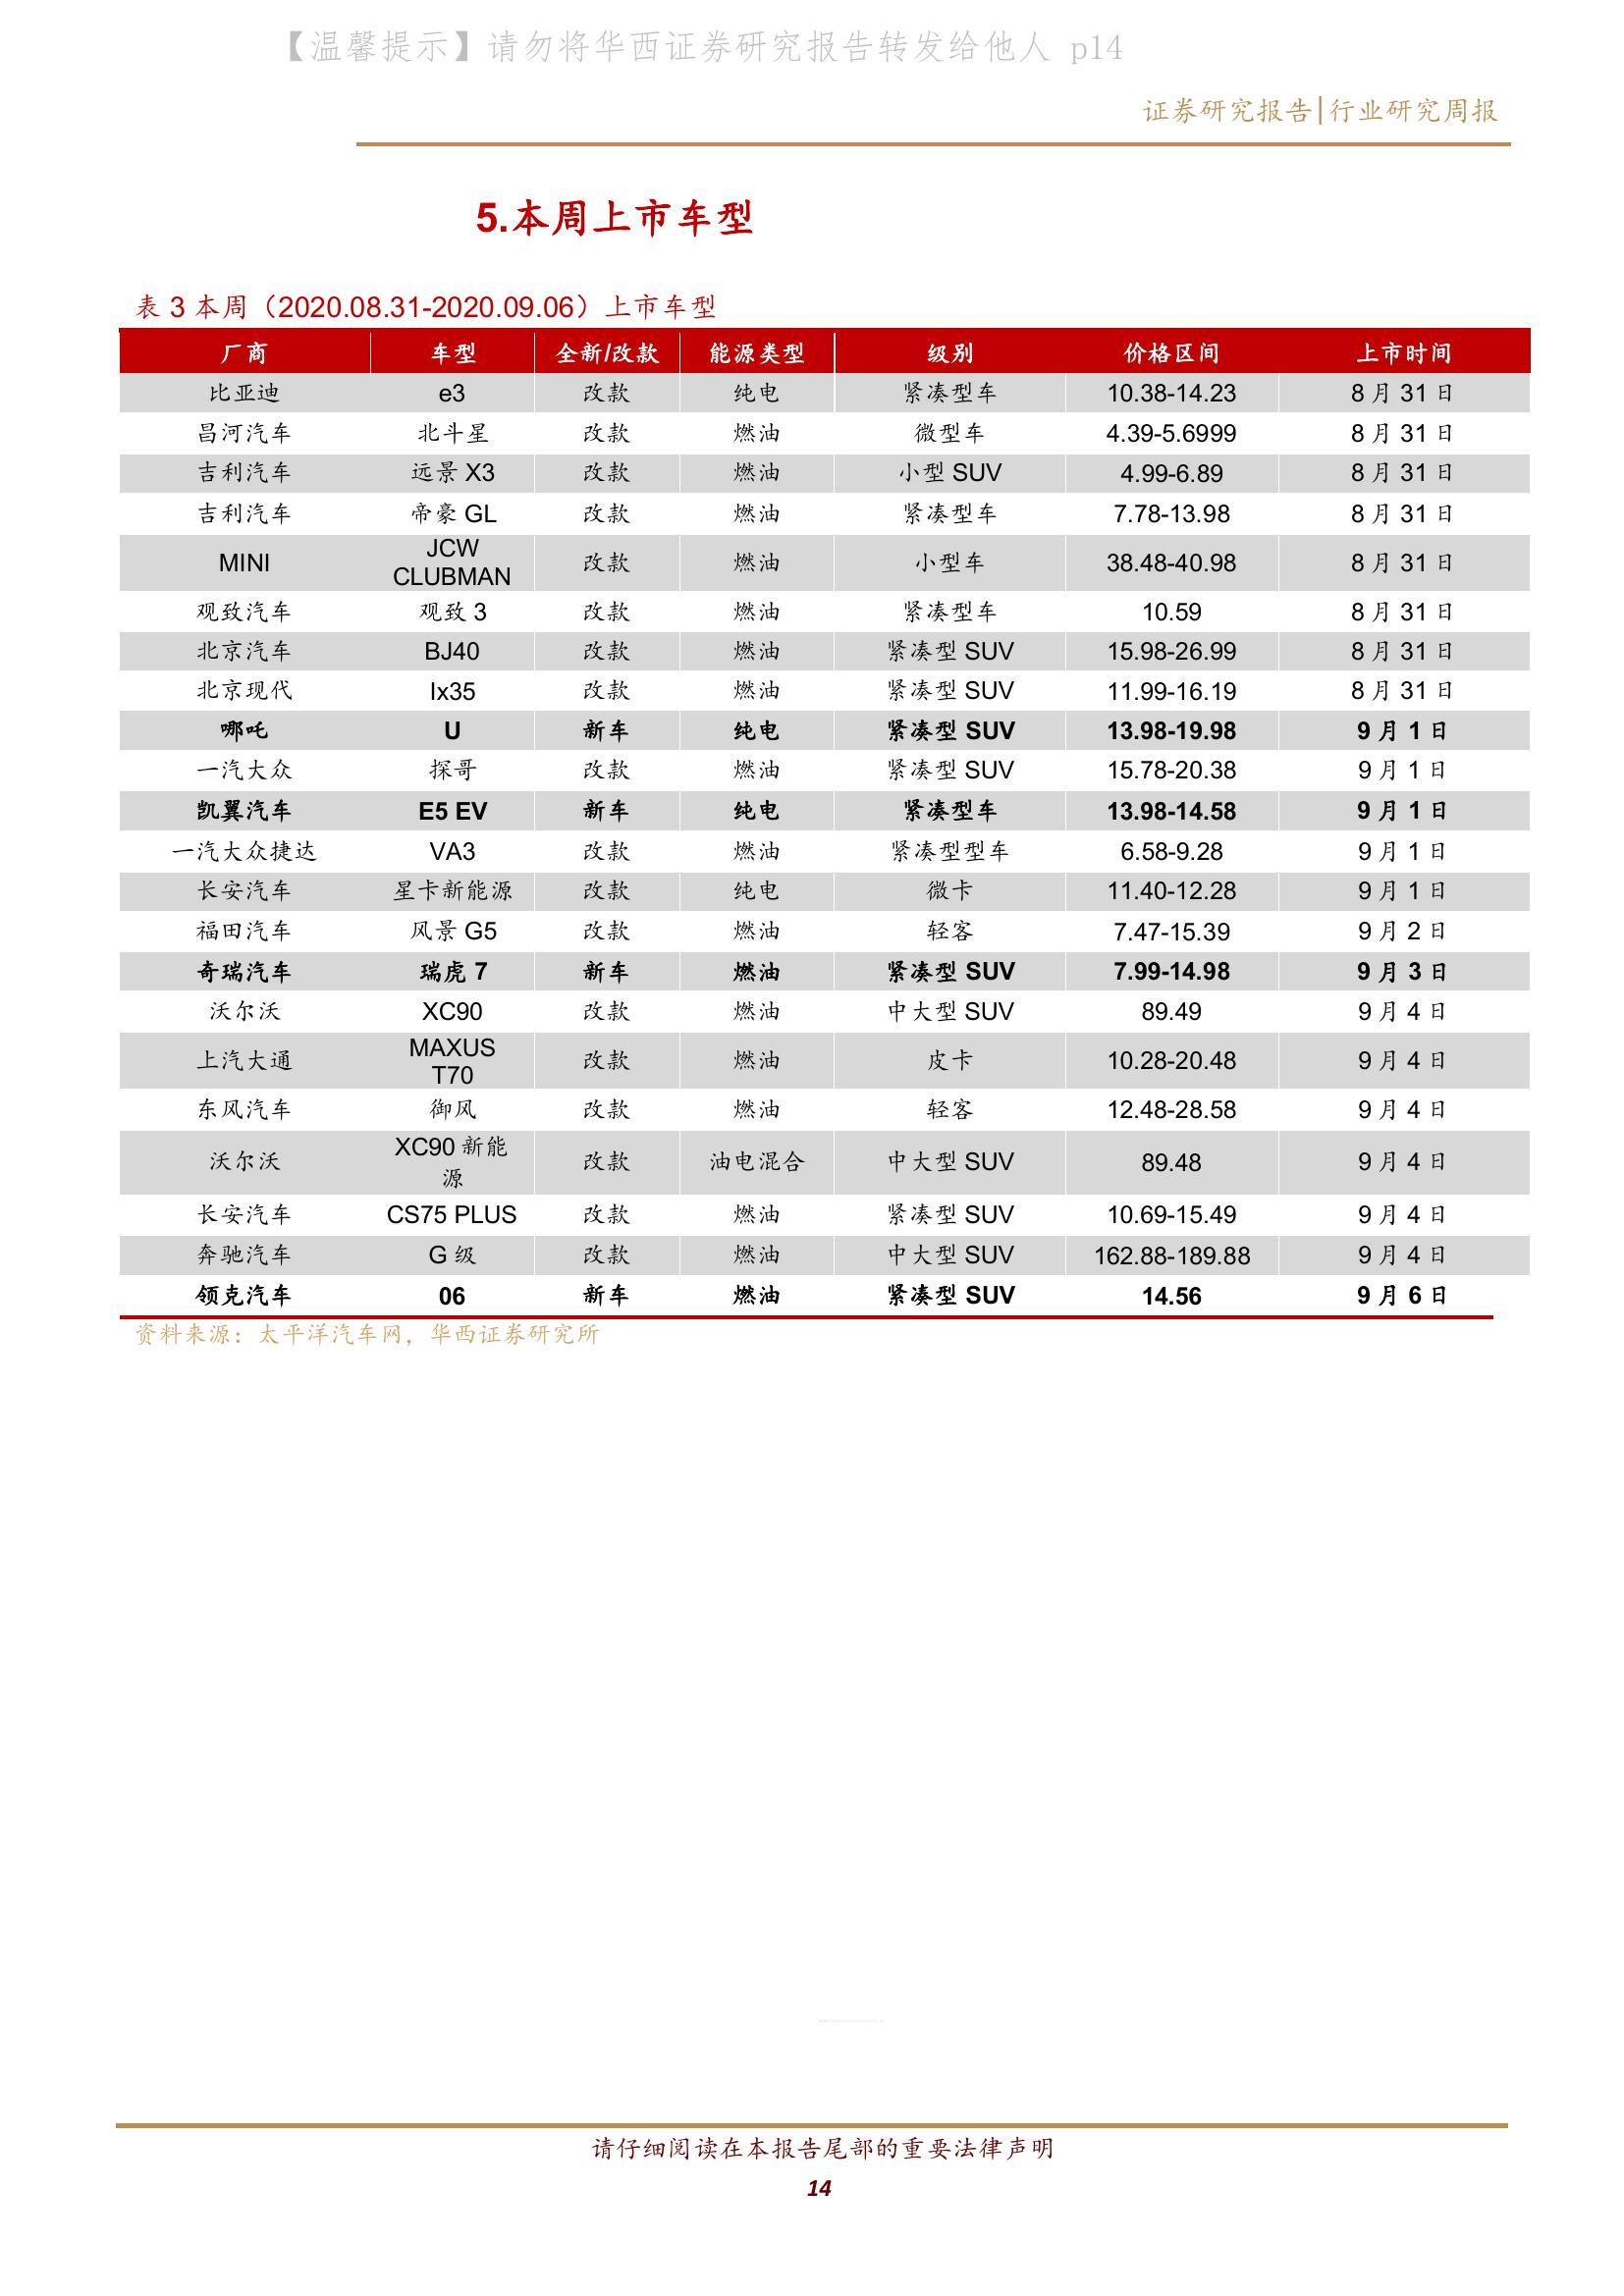 【温馨提示】请勿将华西证券研究报告转发给他人 p14
证券研究报告|行业研究周报
5.本周上市车型
表 3 本周（2020.08.31-2020.09.06）上市车型
厂商 车型 全新/改款 能源类型 级别 价格区间 上市时间
比亚迪 e3 改款 纯电 紧凑型车 10.38-14.23 8 月 31 日
昌河汽车 北斗星 改款 燃油 微型车 4.39-5.6999 8 月 31 日
吉利汽车 远景 X3 改款 燃油 小型 SUV 4.99-6.89 8 月 31 日
吉利汽车 帝豪 GL 改款 燃油 紧凑型车 7.78-13.98 8 月 31 日
MINI JCW CLUBMAN 改款 燃油 小型车 38.48-40.98 8 月 31 日
观致汽车 观致 3 改款 燃油 紧凑型车 10.59 8 月 31 日
北京汽车 BJ40 改款 燃油 紧凑型 SUV 15.98-26.99 8 月 31 日
北京现代 Ix35 改款 燃油 紧凑型 SUV 11.99-16.19 8 月 31 日
哪吒 U 新车 纯电 紧凑型 SUV 13.98-19.98 9 月 1 日
一汽大众 探哥 改款 燃油 紧凑型 SUV 15.78-20.38 9 月 1 日
凯翼汽车 E5 EV 新车 纯电 紧凑型车 13.98-14.58 9 月 1 日
一汽大众捷达 VA3 改款 燃油 紧凑型型车 6.58-9.28 9 月 1 日
长安汽车 星卡新能源 改款 纯电 微卡 11.40-12.28 9 月 1 日
福田汽车 风景 G5 改款 燃油 轻客 7.47-15.39 9 月 2 日
奇瑞汽车 瑞虎 7 新车 燃油 紧凑型 SUV 7.99-14.98 9 月 3 日
沃尔沃 XC90 改款 燃油 中大型 SUV 89.49 9 月 4 日
上汽大通 MAXUS T70 改款 燃油 皮卡 10.28-20.48 9 月 4 日
东风汽车 御风 改款 燃油 轻客 12.48-28.58 9 月 4 日
沃尔沃 XC90 新能源 改款 油电混合 中大型 SUV 89.48 9 月 4 日
长安汽车 CS75 PLUS 改款 燃油 紧凑型 SUV 10.69-15.49 9 月 4 日
奔驰汽车 G 级 改款 燃油 中大型 SUV 162.88-189.88 9 月 4 日
领克汽车 06 新车 燃油 紧凑型 SUV 14.56 9 月 6 日
资料来源：太平洋汽车网，华西证券研究所
请仔细阅读在本报告尾部的重要法律声明
14